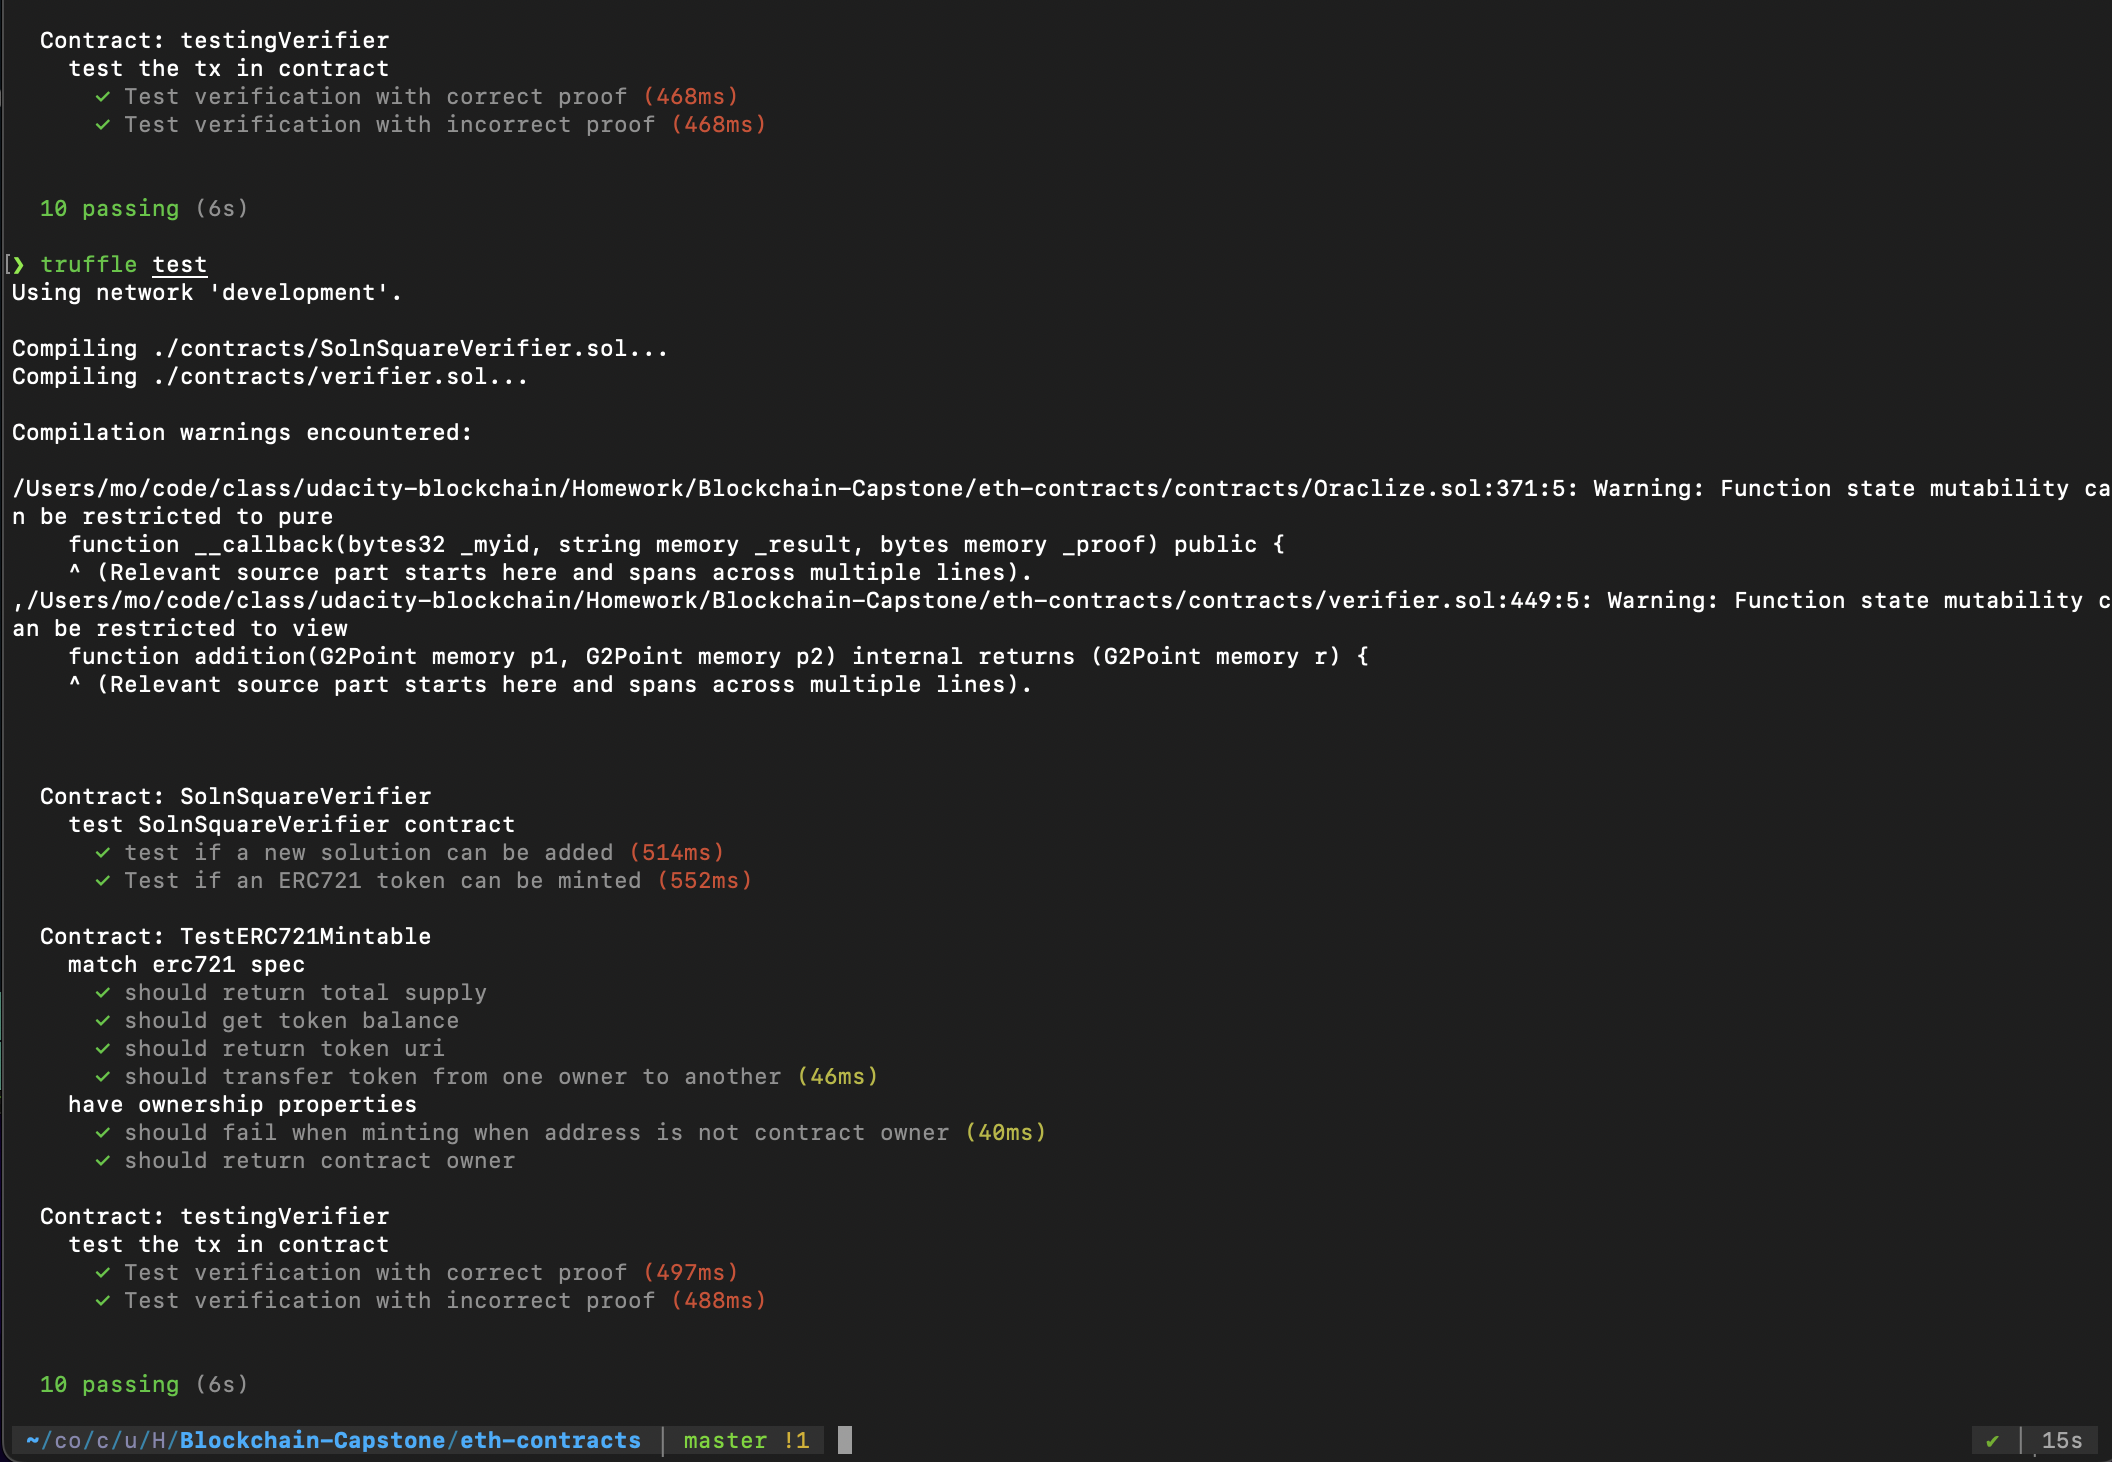 Contract: testingVerifier
test the tx in contract
✓ Test verification with correct proof (468ms)
✓ Test verification with incorrect proof (468ms)
10 passing (6s)
[❯ truffle test
Using network 'development'.
Compiling ./contracts/SolnSquareVerifier.sol...
Compiling ./contracts/verifier.sol...
Compilation warnings encountered:
/Users/mo/code/class/udacity-blockchain/Homework/Blockchain-Capstone/eth-contracts/contracts/Oraclize.sol:371:5: Warning: Function state mutability ca
n be restricted to pure
function __callback(bytes32 _myid, string memory _result, bytes memory _proof) public {
^ (Relevant source part starts here and spans across multiple lines).
,/Users/mo/code/class/udacity-blockchain/Homework/Blockchain-Capstone/eth-contracts/contracts/verifier.sol:449:5: Warning: Function state mutability c
an be restricted to view
function addition(G2Point memory p1, G2Point memory p2) internal returns (G2Point memory r) {
^ (Relevant source part starts here and spans across multiple lines).
Contract: SolnSquareVerifier
test SolnSquareVerifier contract
✓ test if a new solution can be added (514ms)
✓ Test if an ERC721 token can be minted (552ms)
Contract: TestERC721Mintable
match erc721 spec
✓ should return total supply
✓ should get token balance
✓ should return token uri
✓ should transfer token from one owner to another (46ms)
have ownership properties
✓ should fail when minting when address is not contract owner (40ms)
✓ should return contract owner
Contract: testingVerifier
test the tx in contract
✓ Test verification with correct proof (497ms)
✓ Test verification with incorrect proof (488ms)
10 passing (6s)
~/co/c/u/H/Blockchain-Capstone/eth-contracts | master !1 ✔ | 15s